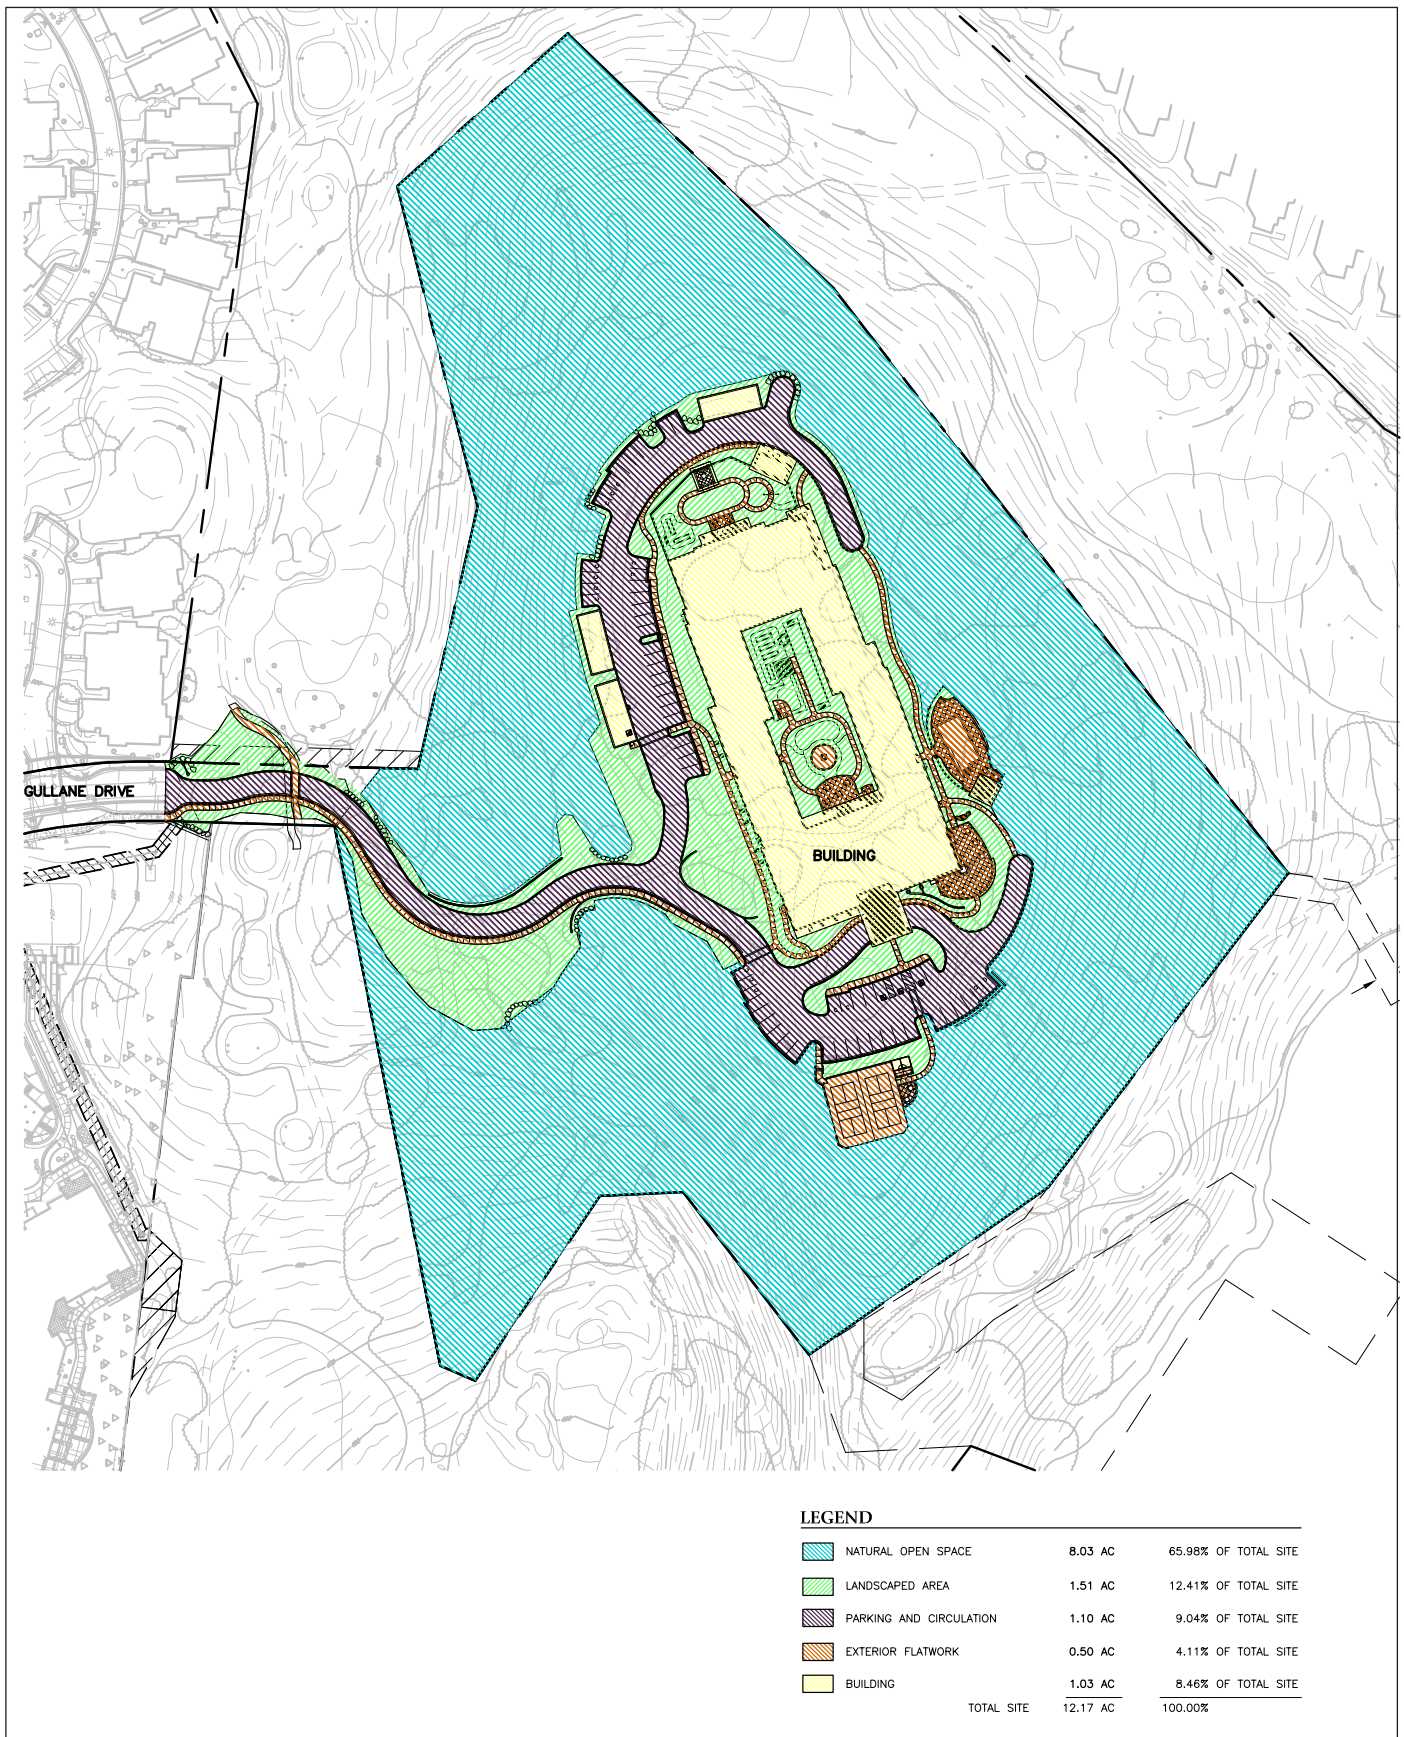 GULLANE DRIVE
BUILDING
LEGEND
NATURAL OPEN SPACE 8.03 AC 65.98% OF TOTAL SITE
LANDSCAPED AREA 1.51 AC 12.41% OF TOTAL SITE
PARKING AND CIRCULATION 1.10 AC 9.04% OF TOTAL SITE
EXTERIOR FLATWORK 0.50 AC 4.11% OF TOTAL SITE
BUILDING 1.03 AC 8.46% OF TOTAL SITE
TOTAL SITE 12.17 AC 100.00%